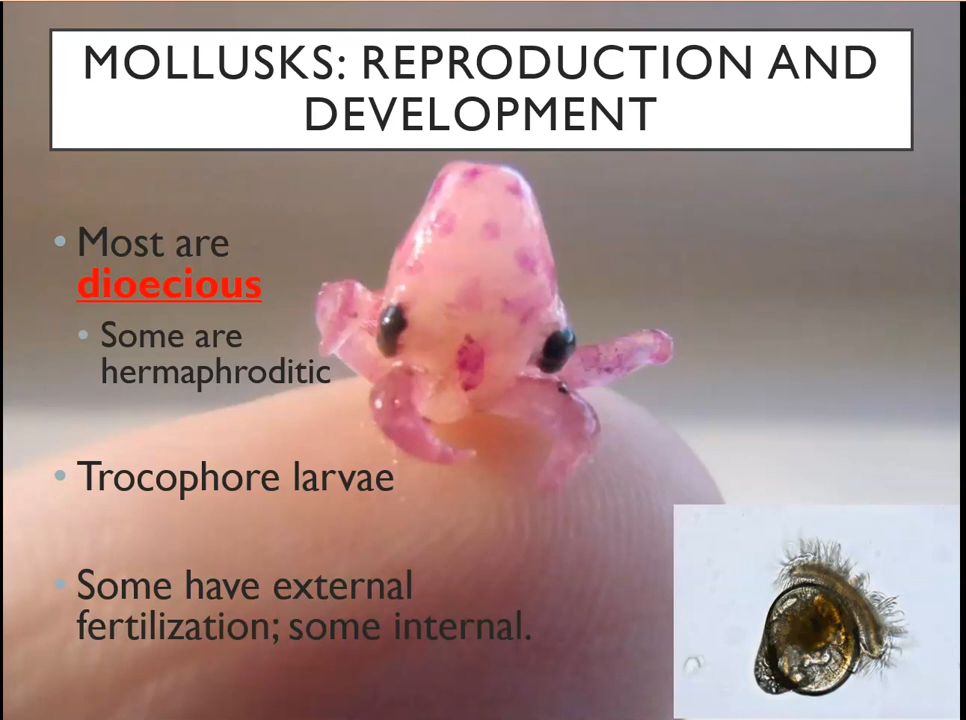 MOLLUSKS: REPRODUCTION AND
DEVELOPMENT
• Most are
dioecious
• Some are
hermaphroditic
• Trocophore larvae
• Some have external
fertilization; some internal.